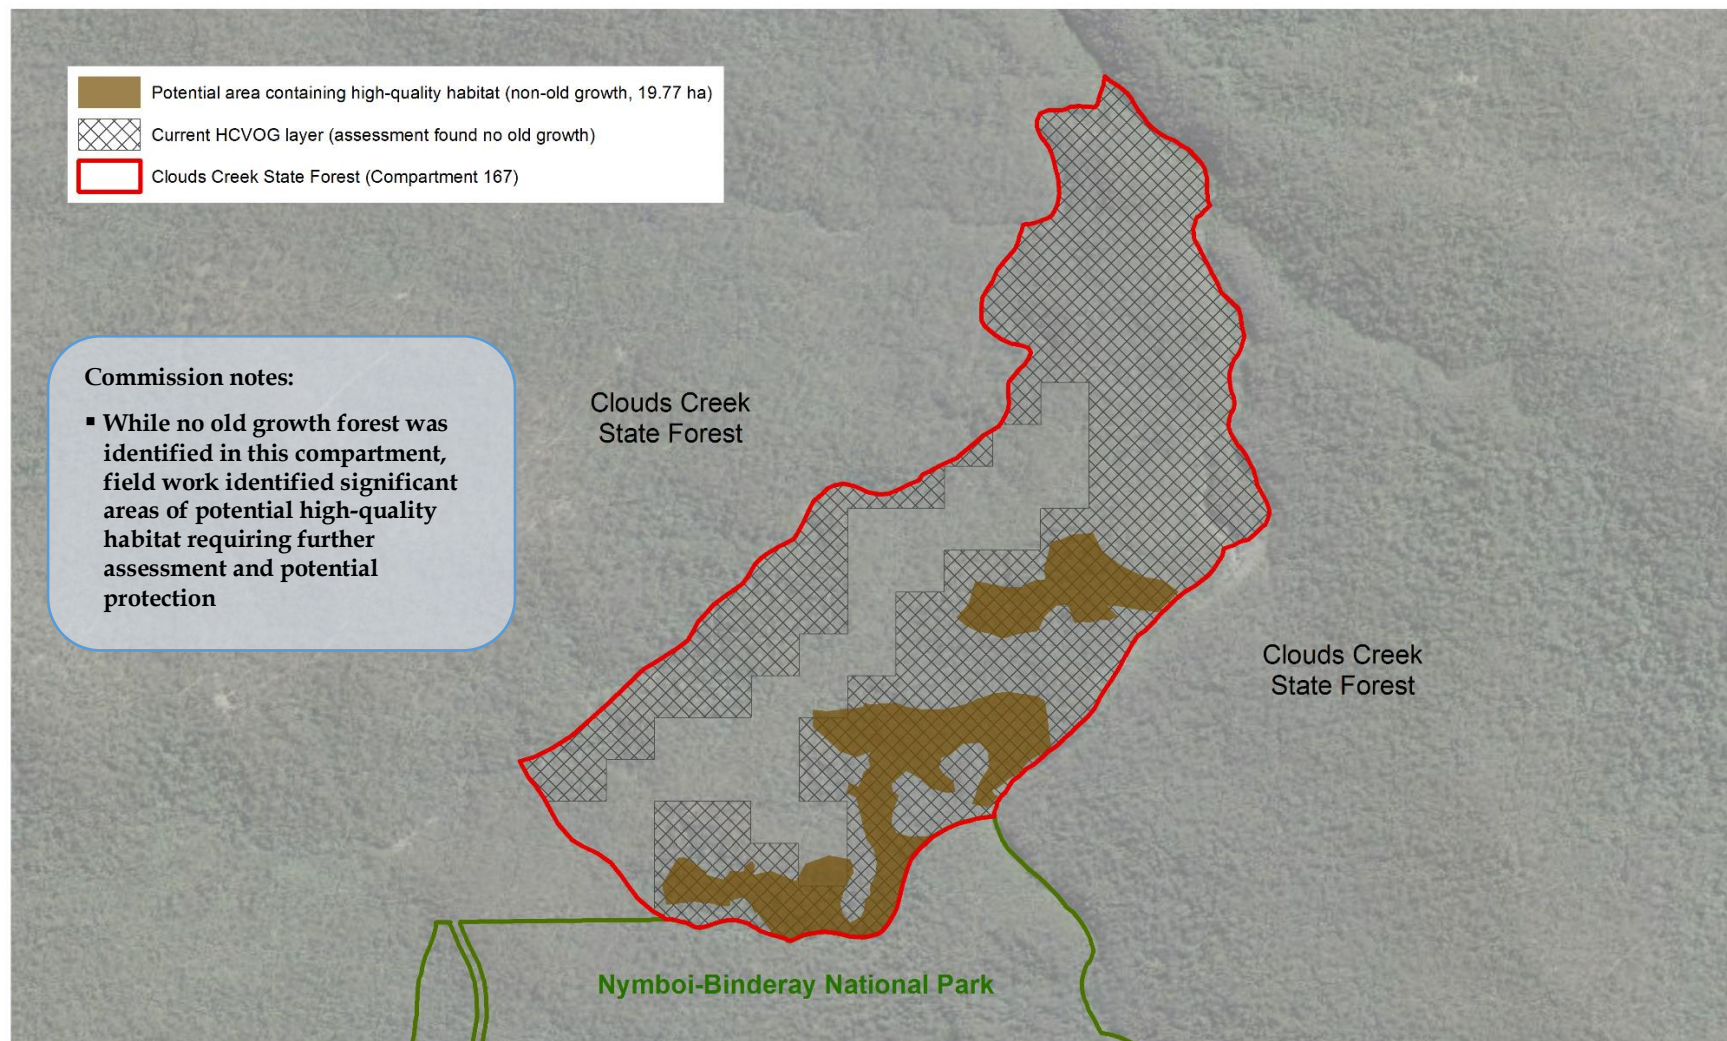 Potential area containing high-quality habitat (non-old growth, 19.77 ha)
Current HCVOG layer (assessment found no old growth)
Clouds Creek State Forest (Compartment 167)
Commission notes:
▪ While no old growth forest was
identified in this compartment,
field work identified significant
areas of potential high-quality
habitat requiring further
assessment and potential
protection
Clouds Creek
State Forest
Clouds Creek
State Forest
Nymboi-Binderay National Park